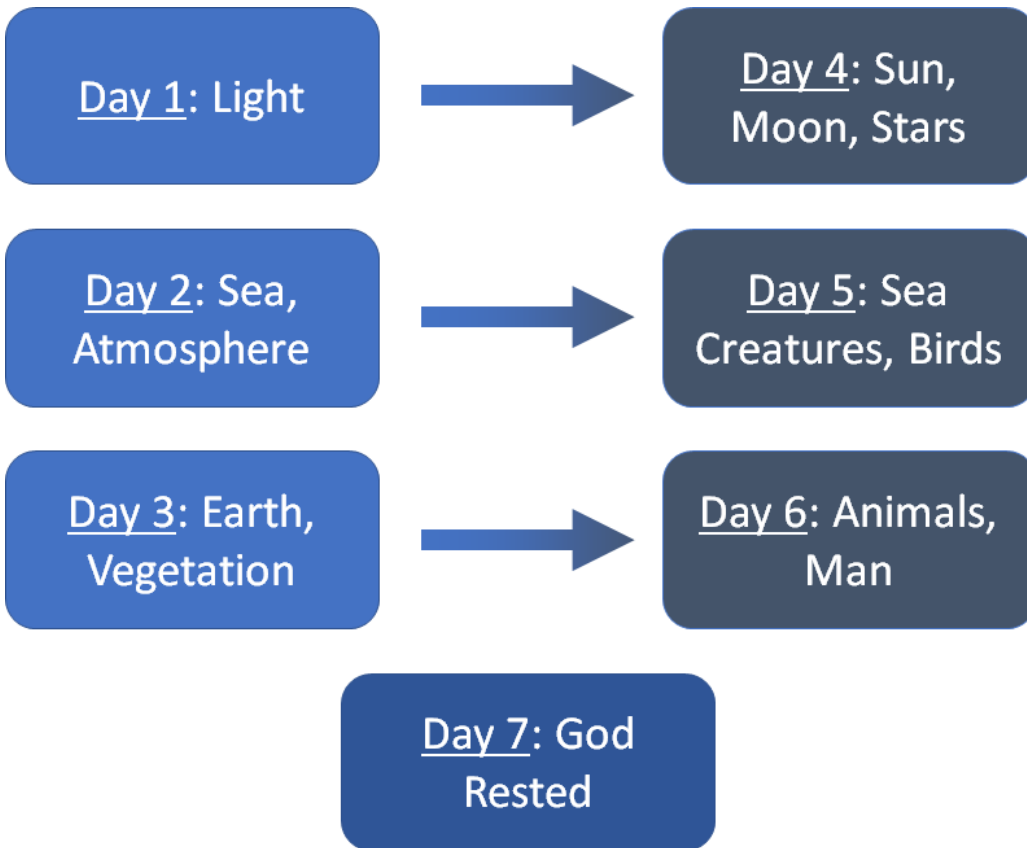 Day 1: Light
Day 4: Sun,
Moon, Stars
Day 2: Sea,
Atmosphere
Day 5: Sea
Creatures, Birds
Day 3: Earth,
Vegetation
Day 6: Animals,
Man
Day 7: God
Rested